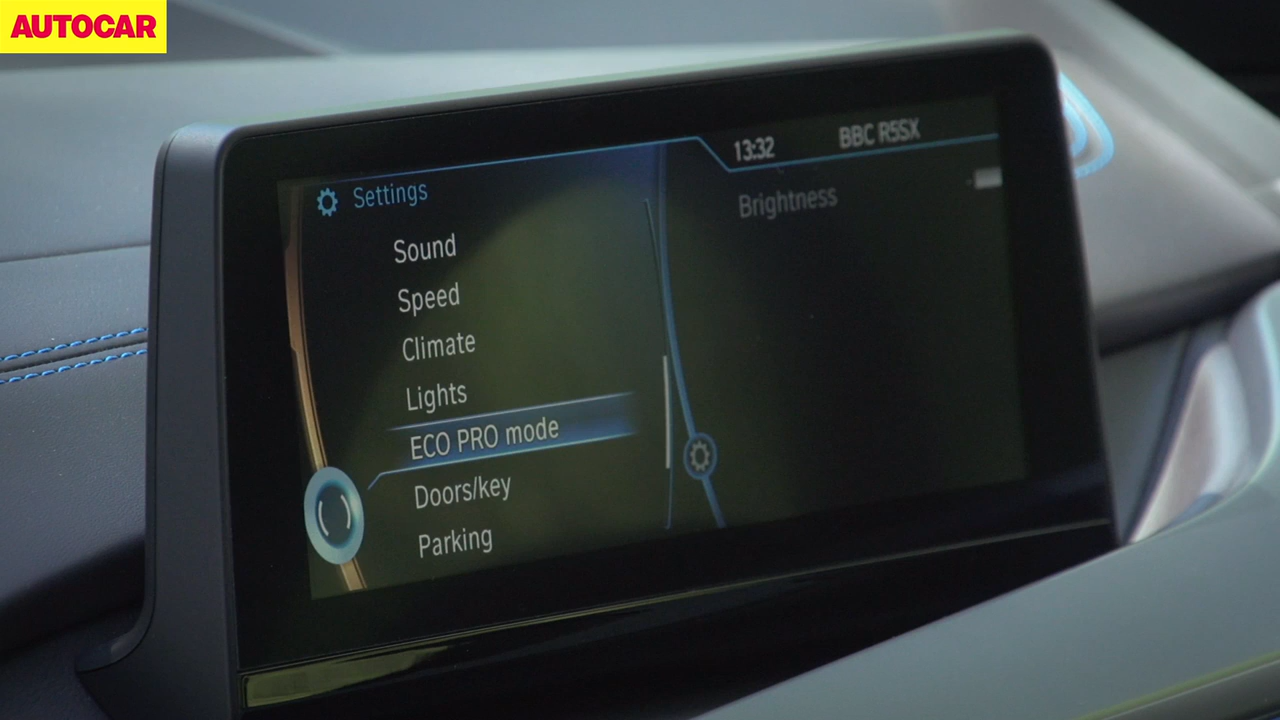 AUTOCAR
13:32 BBC R5SX
Settings
Brightness
Sound
Speed
Climate
Lights
ECO PRO mode
Doors/key
Parking